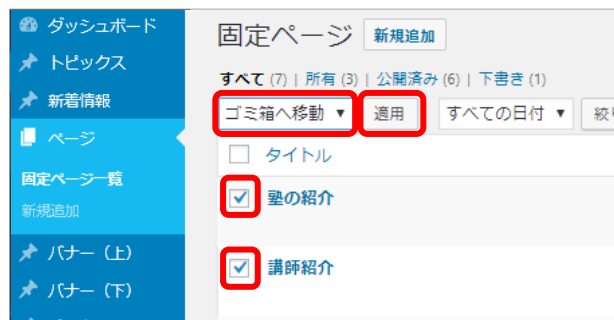 ダッシュボード
トピックス
新着情報
ページ
固定ページ一覧
新規追加
バナー（上）
バナー（下）
固定ページ 新規追加
すべて (7) | 所有 (3) | 公開済み (6) | 下書き (1)
ゴミ箱へ移動 ▼ 適用 すべての日付 ▼ 絞
タイトル
塾の紹介
講師紹介